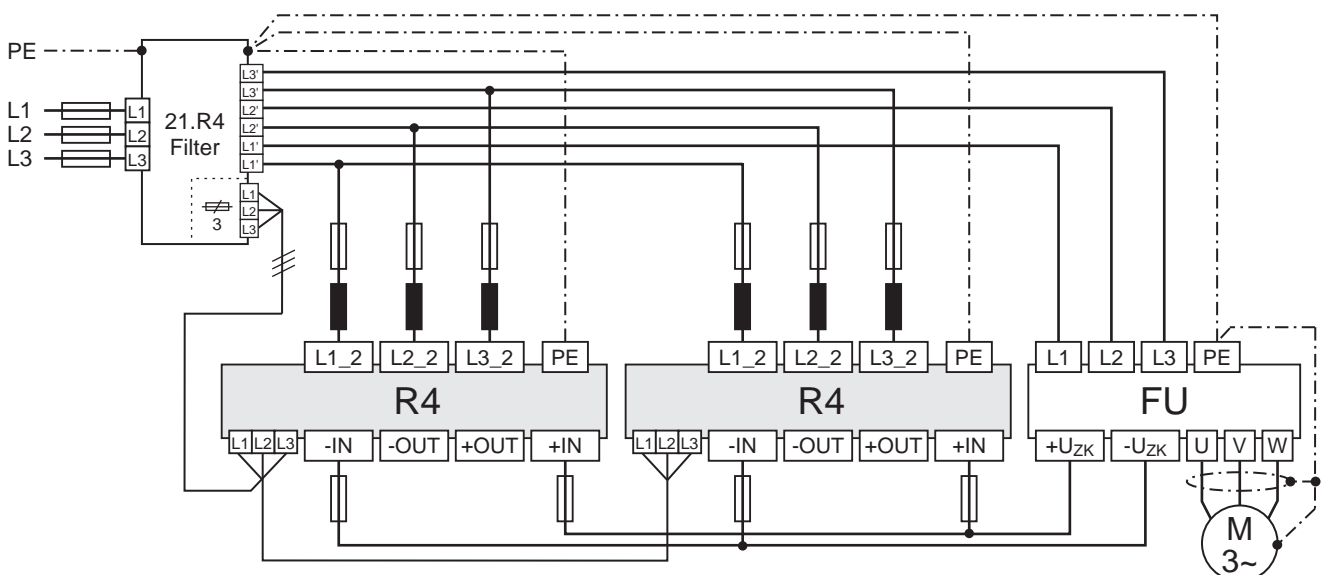 PE
L1
L2
L3
L1
L2
L3
21.R4
Filter
L3'
L3'
L2'
L2'
L1'
L1'
L1
L2
L3
3
L1_2
L2_2
L3_2
PE
R4
L1 L2 L3
-IN
-OUT
+OUT
+IN
L1_2
L2_2
L3_2
PE
R4
L1 L2 L3
-IN
-OUT
+OUT
+IN
L1
L2
L3
PE
FU
+UZK
-UZK
U
V
W
M
3~